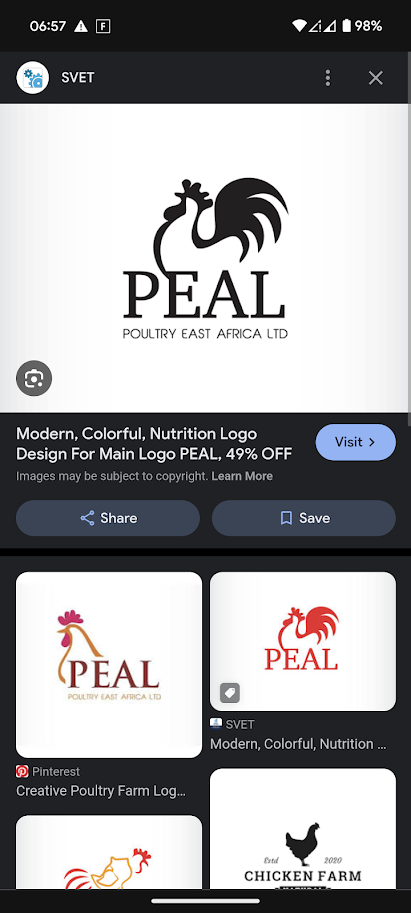 06:57
F
98%
SVET
PEAL
POULTRY EAST AFRICA LTD
Modern, Colorful, Nutrition Logo
Design For Main Logo PEAL, 49% OFF
Visit
Images may be subject to copyright. Learn More
Share
Save
PEAL
POULTRY EAST AFRICA LTD
Pinterest
Creative Poultry Farm Log...
PEAL
SVET
Modern, Colorful, Nutrition ...
Estd 2020
CHICKEN FARM
NATURAL